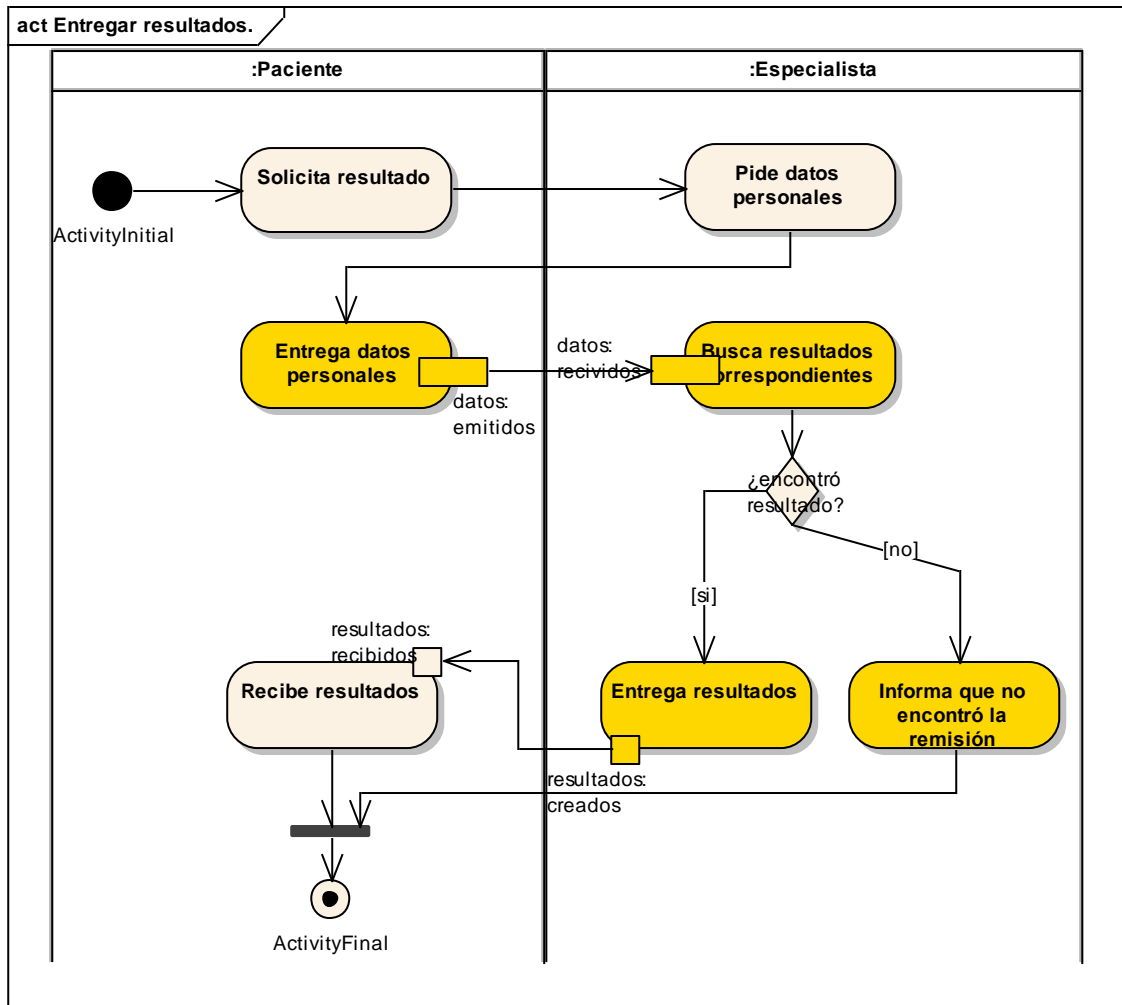 act Entregar resultados.
:Paciente
:Especialista
Solicita resultado
Pide datos
personales
ActivityInitial
Entrega datos
personales
datos:
emitidos
datos:
recividos
Busca resultados
correspondientes
¿encontró
resultado?
[no]
[si]
resultados:
recibidos
Recibe resultados
Entrega resultados
Informa que no
encontró la
remisión
resultados:
creados
ActivityFinal